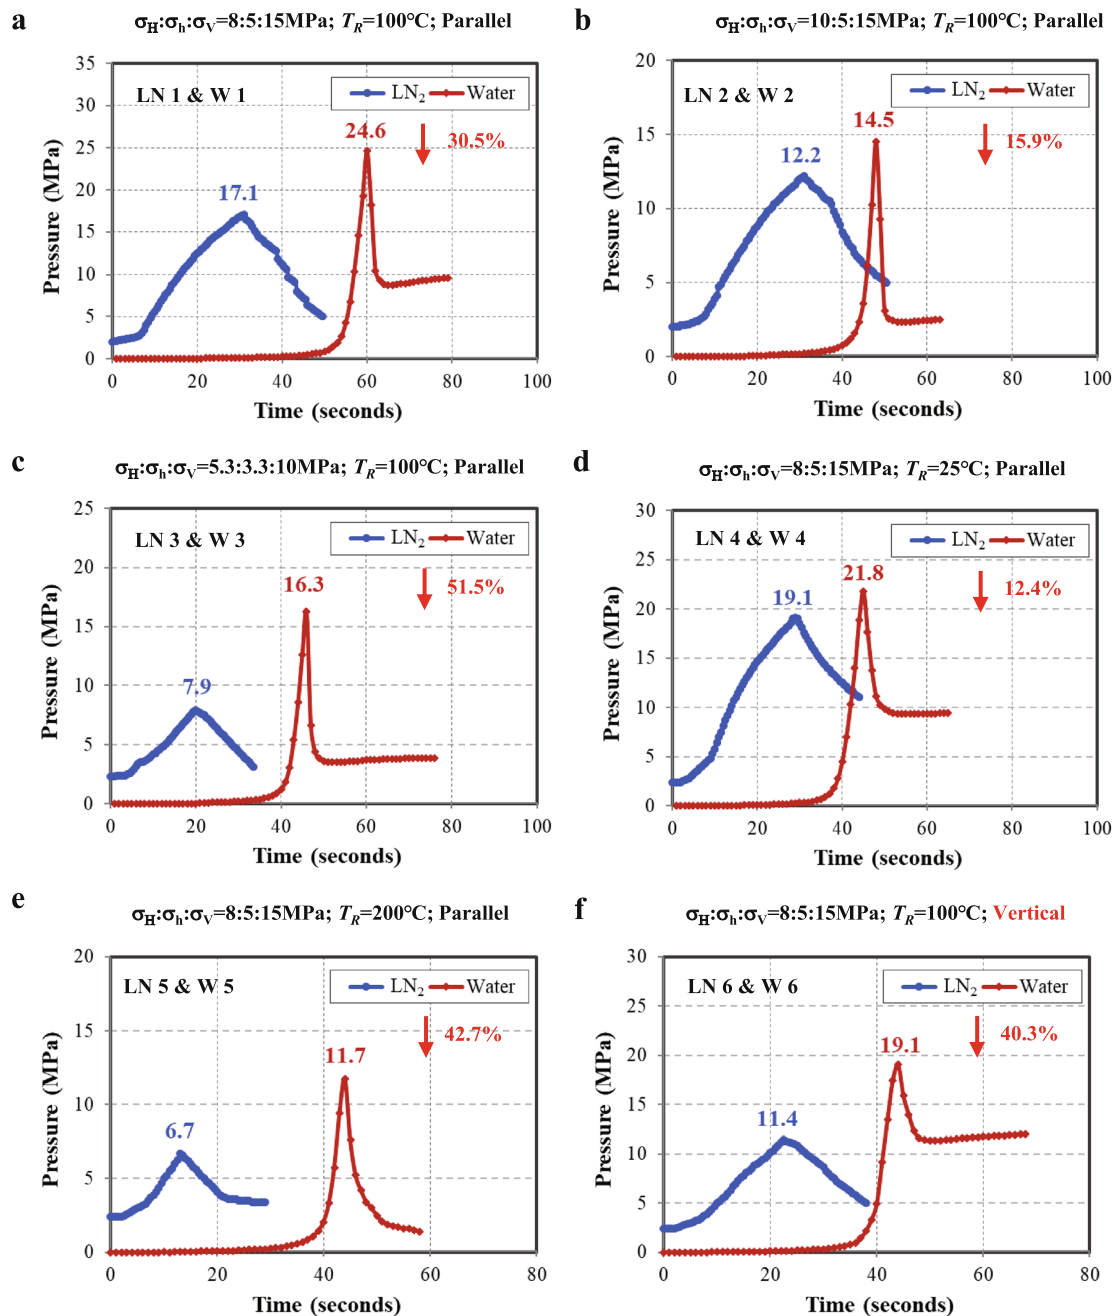 a
σH:σh:σV=8:5:15MPa; TR=100°C; Parallel
LN 1 & W 1
LN2 Water
30.5%
24.6
17.1
35
30
25
20
15
10
5
0
Pressure (MPa)
0 20 40 60 80 100
Time (seconds)
b
σH:σh:σV=10:5:15MPa; TR=100°C; Parallel
LN 2 & W 2
LN2 Water
15.9%
14.5
12.2
20
15
10
5
0
Pressure (MPa)
0 20 40 60 80 100
Time (seconds)
c
σH:σh:σV=5.3:3.3:10MPa; TR=100°C; Parallel
LN 3 & W 3
LN2 Water
51.5%
16.3
7.9
25
20
15
10
5
0
Pressure (MPa)
0 20 40 60 80 100
Time (seconds)
d
σH:σh:σV=8:5:15MPa; TR=25°C; Parallel
LN 4 & W 4
LN2 Water
12.4%
21.8
19.1
30
25
20
15
10
5
0
Pressure (MPa)
0 20 40 60 80 100
Time (seconds)
e
σH:σh:σV=8:5:15MPa; TR=200°C; Parallel
LN 5 & W 5
LN2 Water
42.7%
11.7
6.7
20
15
10
5
0
Pressure (MPa)
0 20 40 60 80
Time (seconds)
f
σH:σh:σV=8:5:15MPa; TR=100°C; Vertical
LN 6 & W 6
LN2 Water
40.3%
19.1
11.4
30
25
20
15
10
5
0
Pressure (MPa)
0 20 40 60 80
Time (seconds)